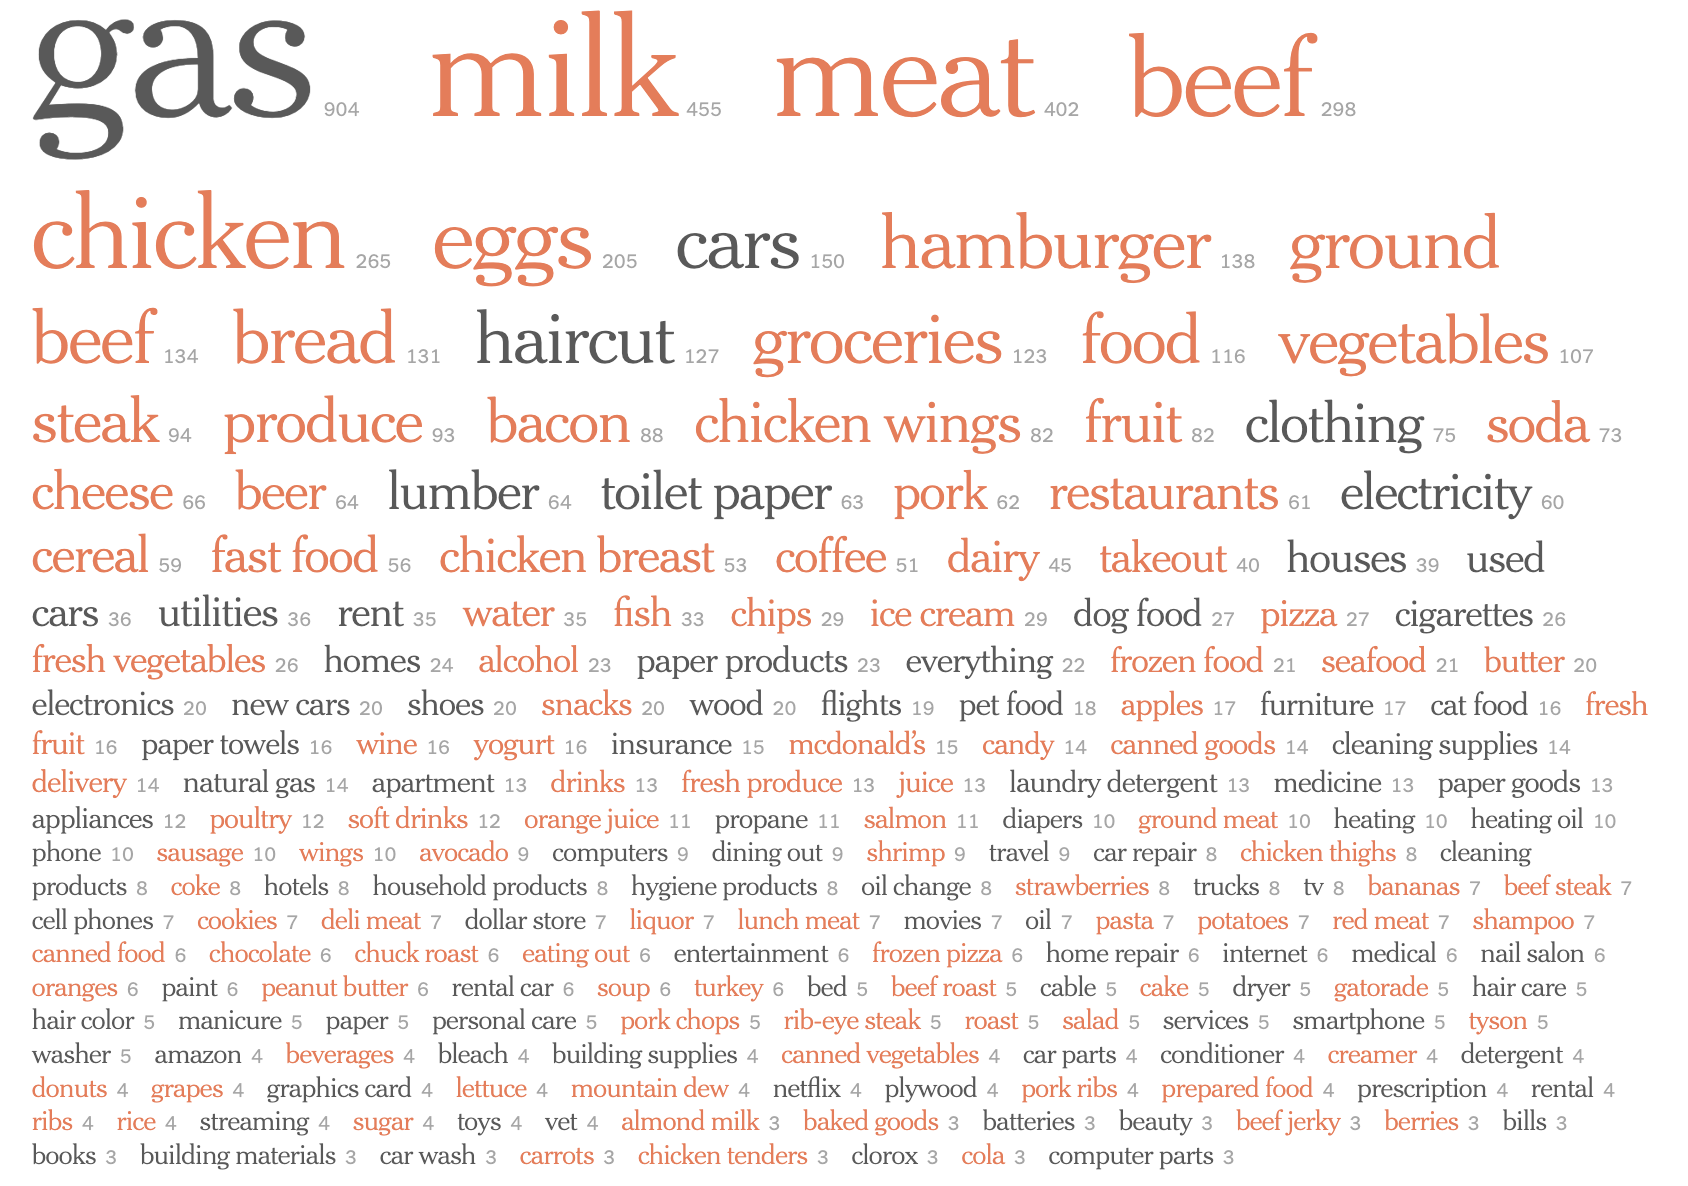 gas 904 milk 455 meat 402 beef 298
chicken 265 eggs 205 cars 150 hamburger 138 ground
beef 134 bread 131 haircut 127 groceries 123 food 116 vegetables 107
steak 94 produce 93 bacon 88 chicken wings 82 fruit 82 clothing 75 soda 73
cheese 66 beer 64 lumber 64 toilet paper 63 pork 62 restaurants 61 electricity 60
cereal 59 fast food 56 chicken breast 53 coffee 51 dairy 45 takeout 40 houses 39 used
cars 36 utilities 36 rent 35 water 35 fish 33 chips 29 ice cream 29 dog food 27 pizza 27 cigarettes 26
fresh vegetables 26 homes 24 alcohol 23 paper products 23 everything 22 frozen food 21 seafood 21 butter 20
electronics 20 new cars 20 shoes 20 snacks 20 wood 20 flights 19 pet food 18 apples 17 furniture 17 cat food 16 fresh
fruit 16 paper towels 16 wine 16 yogurt 16 insurance 15 mcdonald's 15 candy 14 canned goods 14 cleaning supplies 14
delivery 14 natural gas 14 apartment 13 drinks 13 fresh produce 13 juice 13 laundry detergent 13 medicine 13 paper goods 13
appliances 12 poultry 12 soft drinks 12 orange juice 11 propane 11 salmon 11 diapers 10 ground meat 10 heating 10 heating oil 10
phone 10 sausage 10 wings 10 avocado 9 computers 9 dining out 9 shrimp 9 travel 9 car repair 8 chicken thighs 8 cleaning
products 8 coke 8 hotels 8 household products 8 hygiene products 8 oil change 8 strawberries 8 trucks 8 tv 8 bananas 7 beef steak 7
cell phones 7 cookies 7 deli meat 7 dollar store 7 liquor 7 lunch meat 7 movies 7 oil 7 pasta 7 potatoes 7 red meat 7 shampoo 7
canned food 6 chocolate 6 chuck roast 6 eating out 6 entertainment 6 frozen pizza 6 home repair 6 internet 6 medical 6 nail salon 6
oranges 6 paint 6 peanut butter 6 rental car 6 soup 6 turkey 6 bed 5 beef roast 5 cable 5 cake 5 dryer 5 gatorade 5 hair care 5
hair color 5 manicure 5 paper 5 personal care 5 pork chops 5 rib-eye steak 5 roast 5 salad 5 services 5 smartphone 5 tyson 5
washer 5 amazon 4 beverages 4 bleach 4 building supplies 4 canned vegetables 4 car parts 4 conditioner 4 creamer 4 detergent 4
donuts 4 grapes 4 graphics card 4 lettuce 4 mountain dew 4 netflix 4 plywood 4 pork ribs 4 prepared food 4 prescription 4 rental 4
ribs 4 rice 4 streaming 4 sugar 4 toys 4 vet 4 almond milk 3 baked goods 3 batteries 3 beauty 3 beef jerky 3 berries 3 bills 3
books 3 building materials 3 car wash 3 carrots 3 chicken tenders 3 clorox 3 cola 3 computer parts 3